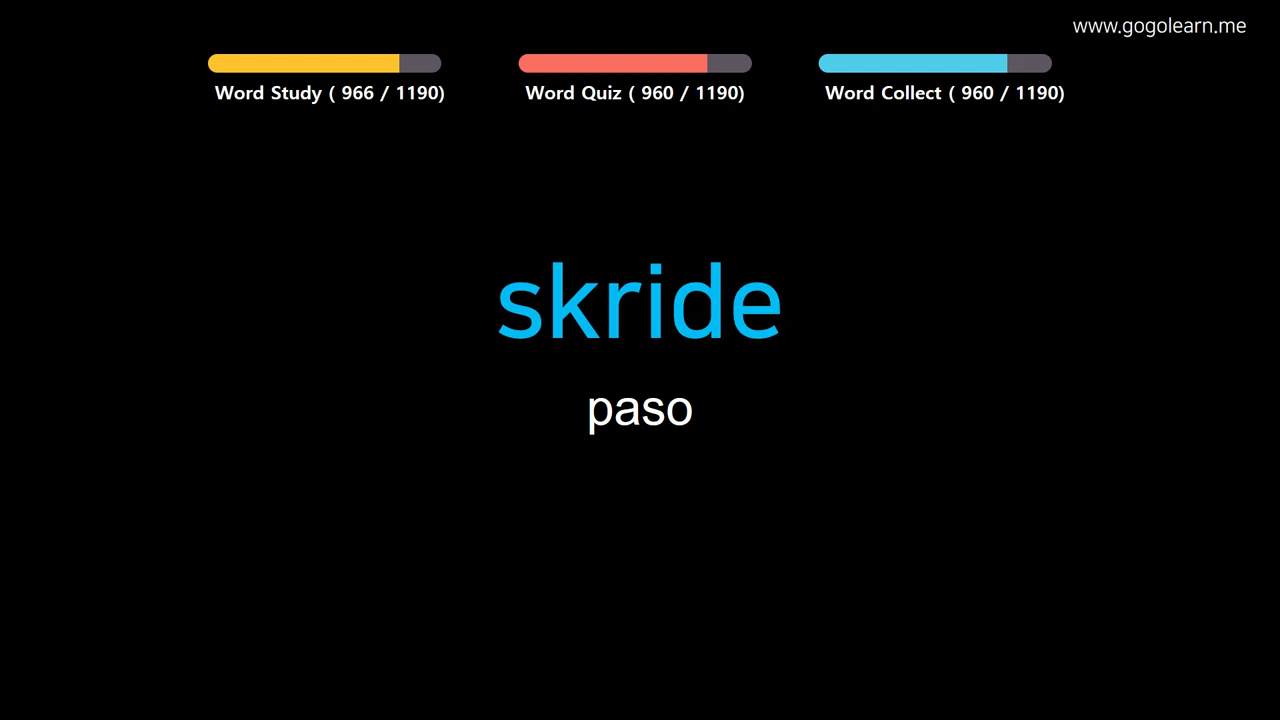 www.gogolearn.me
Word Study ( 966 / 1190)
Word Quiz ( 960 / 1190)
Word Collect ( 960 / 1190)
skride
paso